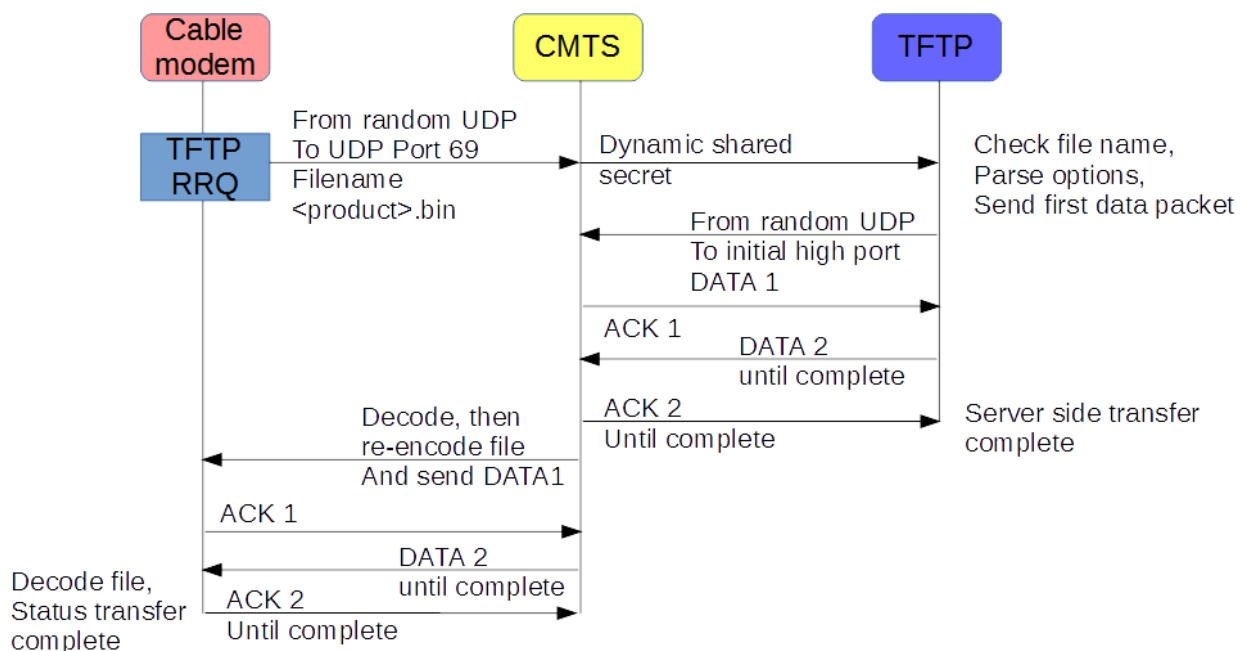 Cable
modem
CMTS
TFTP
TFTP
RRQ
From random UDP
To UDP Port 69
Filename
<product>.bin
Dynamic shared
secret
Check file name,
Parse options,
Send first data packet
From random UDP
To initial high port
DATA 1
ACK 1
DATA 2
until complete
ACK 2
Until complete
Server side transfer
complete
Decode, then
re-encode file
And send DATA1
ACK 1
DATA 2
until complete
Decode file,
Status transfer
complete
ACK 2
Until complete